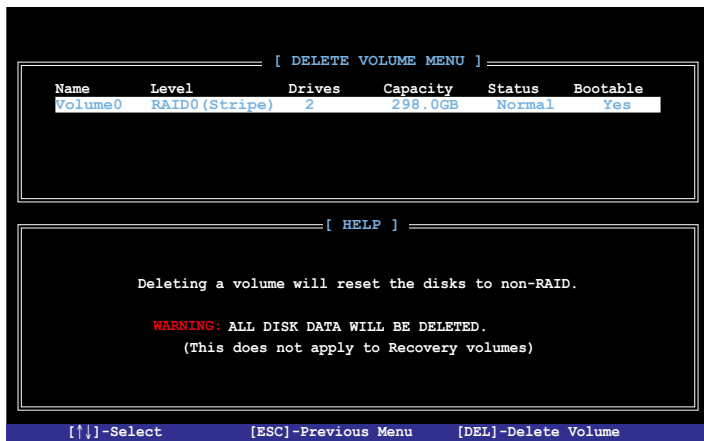 [ DELETE VOLUME MENU ]
Name Level Drives Capacity Status Bootable
Volume0 RAID0(Stripe) 2 298.0GB Normal Yes
[ HELP ]
Deleting a volume will reset the disks to non-RAID.
WARNING: ALL DISK DATA WILL BE DELETED.
(This does not apply to Recovery volumes)
[↑↓]-Select [ESC]-Previous Menu [DEL]-Delete Volume